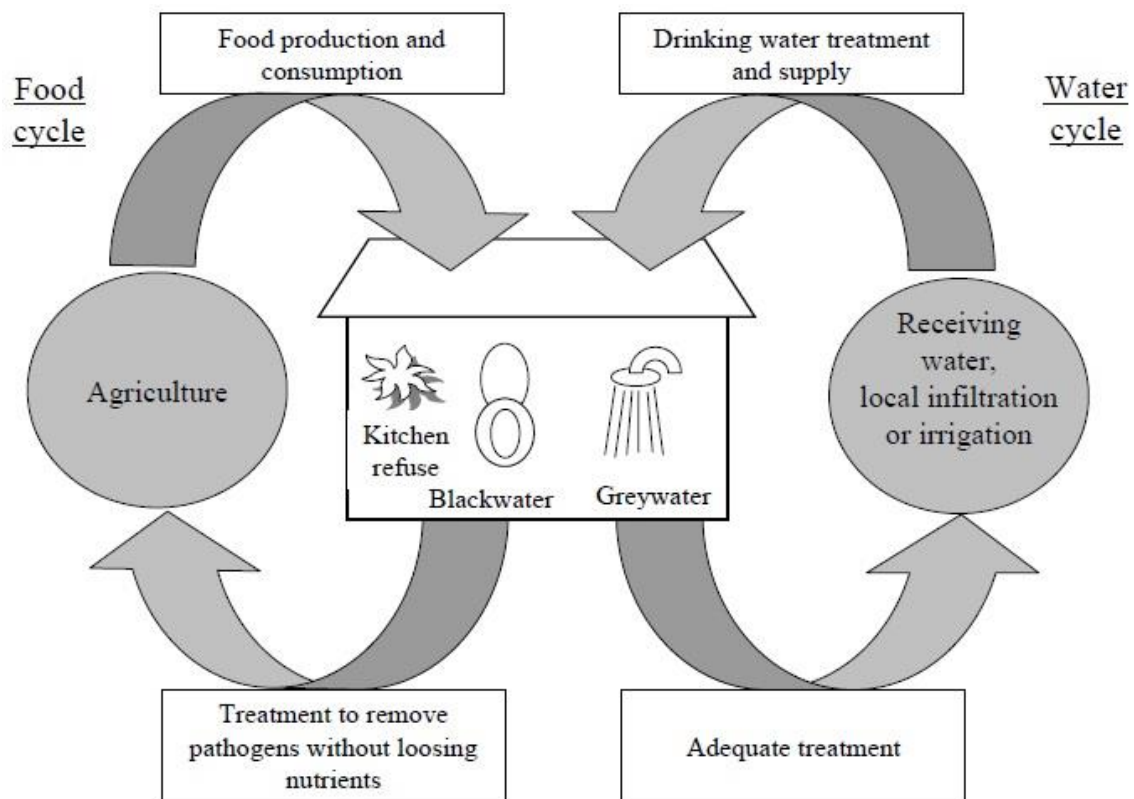 Food production and
consumption
Drinking water treatment
and supply
Food
cycle
Water
cycle
Agriculture
Receiving
water,
local infiltration
or irrigation
Kitchen
refuse
Blackwater
Greywater
Treatment to remove
pathogens without loosing
nutrients
Adequate treatment